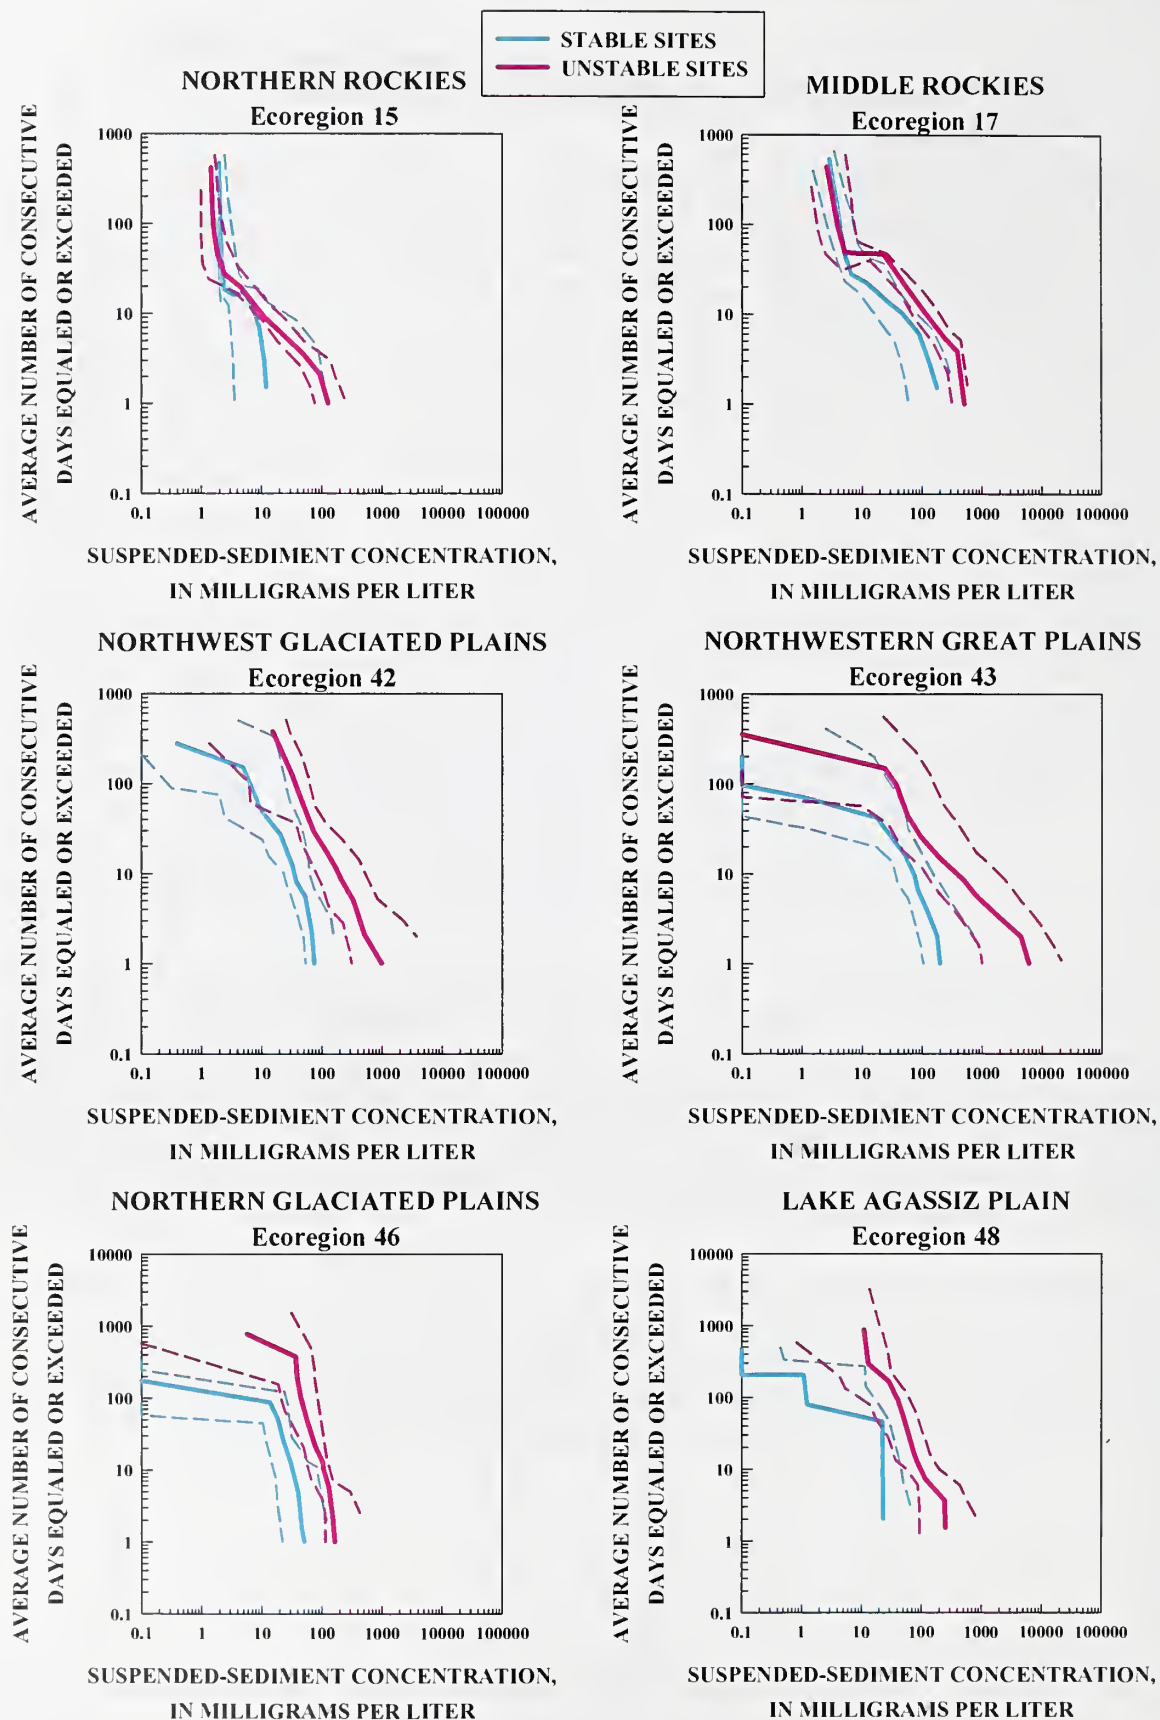 STABLE SITES
UNSTABLE SITES
NORTHERN ROCKIES
Ecoregion 15
AVERAGE NUMBER OF CONSECUTIVE
DAYS EQUALED OR EXCEEDED
1000
100
10
1
0.1
0.1 1 10 100 1000 10000 100000
SUSPENDED-SEDIMENT CONCENTRATION,
IN MILLIGRAMS PER LITER
MIDDLE ROCKIES
Ecoregion 17
AVERAGE NUMBER OF CONSECUTIVE
DAYS EQUALED OR EXCEEDED
1000
100
10
1
0.1
0.1 1 10 100 1000 10000 100000
SUSPENDED-SEDIMENT CONCENTRATION,
IN MILLIGRAMS PER LITER
NORTHWEST GLACIATED PLAINS
Ecoregion 42
AVERAGE NUMBER OF CONSECUTIVE
DAYS EQUALED OR EXCEEDED
1000
100
10
1
0.1
0.1 1 10 100 1000 10000 100000
SUSPENDED-SEDIMENT CONCENTRATION,
IN MILLIGRAMS PER LITER
NORTHWESTERN GREAT PLAINS
Ecoregion 43
AVERAGE NUMBER OF CONSECUTIVE
DAYS EQUALED OR EXCEEDED
1000
100
10
1
0.1
0.1 1 10 100 1000 10000 100000
SUSPENDED-SEDIMENT CONCENTRATION,
IN MILLIGRAMS PER LITER
NORTHERN GLACIATED PLAINS
Ecoregion 46
AVERAGE NUMBER OF CONSECUTIVE
DAYS EQUALED OR EXCEEDED
10000
1000
100
10
1
0.1
0.1 1 10 100 1000 10000 100000
SUSPENDED-SEDIMENT CONCENTRATION,
IN MILLIGRAMS PER LITER
LAKE AGASSIZ PLAIN
Ecoregion 48
AVERAGE NUMBER OF CONSECUTIVE
DAYS EQUALED OR EXCEEDED
10000
1000
100
10
1
0.1
0.1 1 10 100 1000 10000 100000
SUSPENDED-SEDIMENT CONCENTRATION,
IN MILLIGRAMS PER LITER